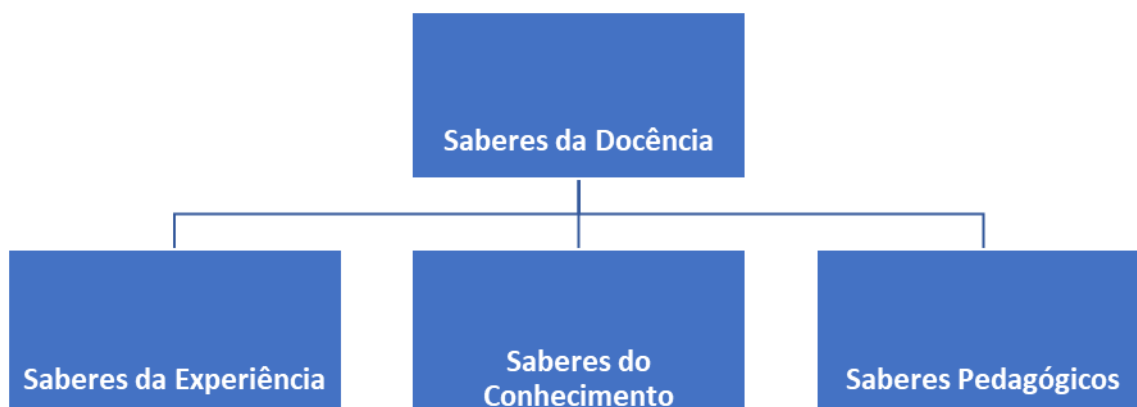 Saberes da Docência
Saberes da Experiência
Saberes do
Conhecimento
Saberes Pedagógicos